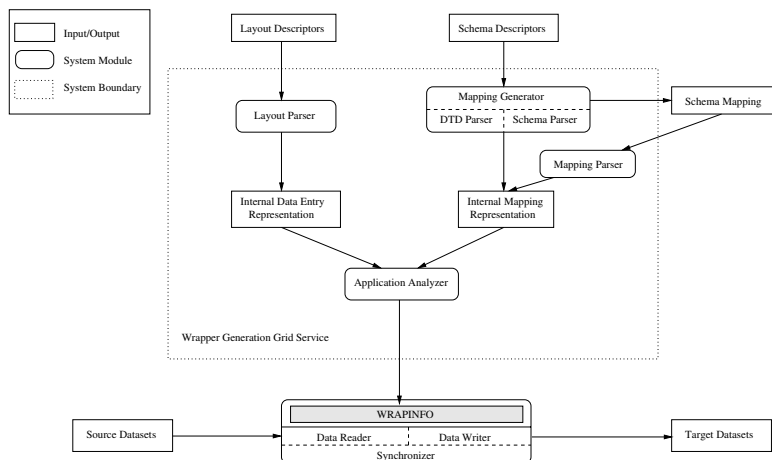 Input/Output
System Module
System Boundary
Layout Descriptors
Schema Descriptors
Layout Parser
Mapping Generator
DTD Parser
Schema Parser
Schema Mapping
Mapping Parser
Internal Data Entry
Representation
Internal Mapping
Representation
Application Analyzer
Wrapper Generation Grid Service
WRAPINFO
Source Datasets
Data Reader
Data Writer
Target Datasets
Synchronizer